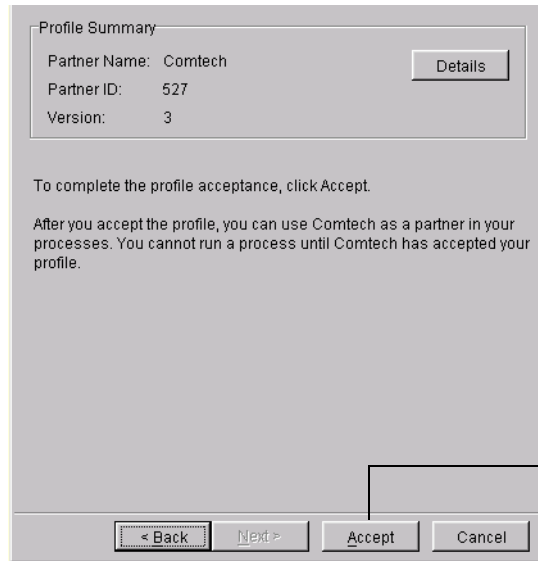 Profile Summary
Partner Name: Comtech
Details
Partner ID: 527
Version: 3
To complete the profile acceptance, click Accept.
After you accept the profile, you can use Comtech as a partner in your
processes. You cannot run a process until Comtech has accepted your
profile.
< Back Next > Accept Cancel